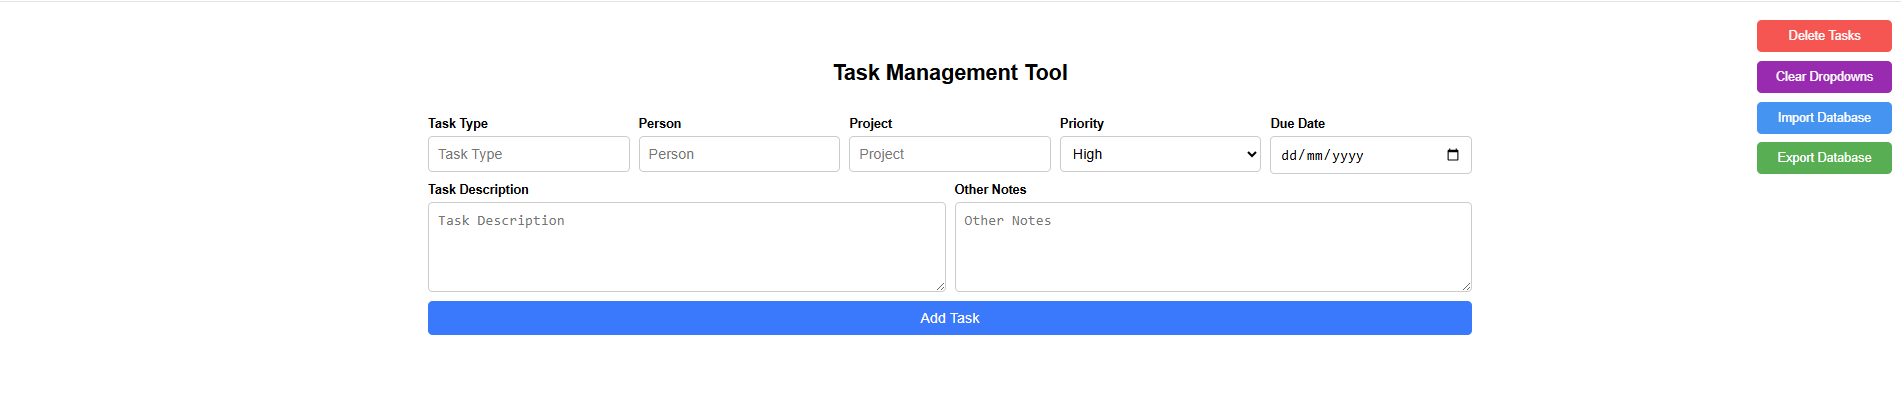 Delete Tasks
Clear Dropdowns
Import Database
Export Database
Task Management Tool
Task Type Person Project Priority Due Date
Task Type Person Project High dd/mm/yyyy
Task Description Other Notes
Task Description Other Notes
Add Task